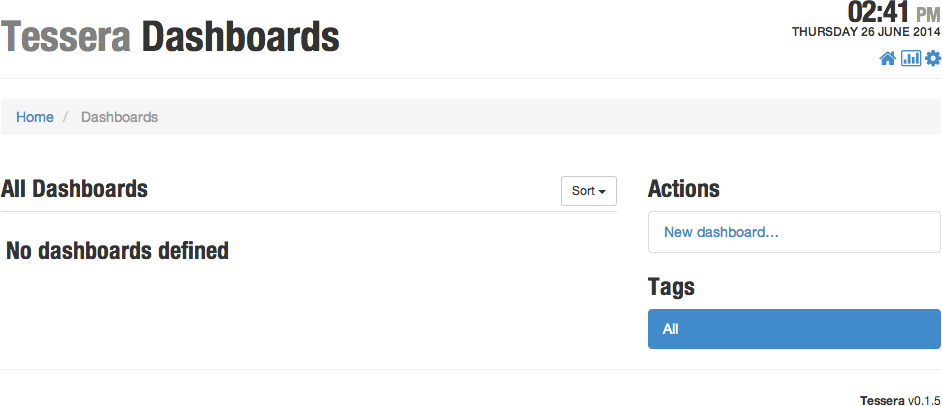 Tessera Dashboards
02:41 PM
THURSDAY 26 JUNE 2014
Home / Dashboards
All Dashboards
Sort
No dashboards defined
Actions
New dashboard...
Tags
All
Tessera v0.1.5